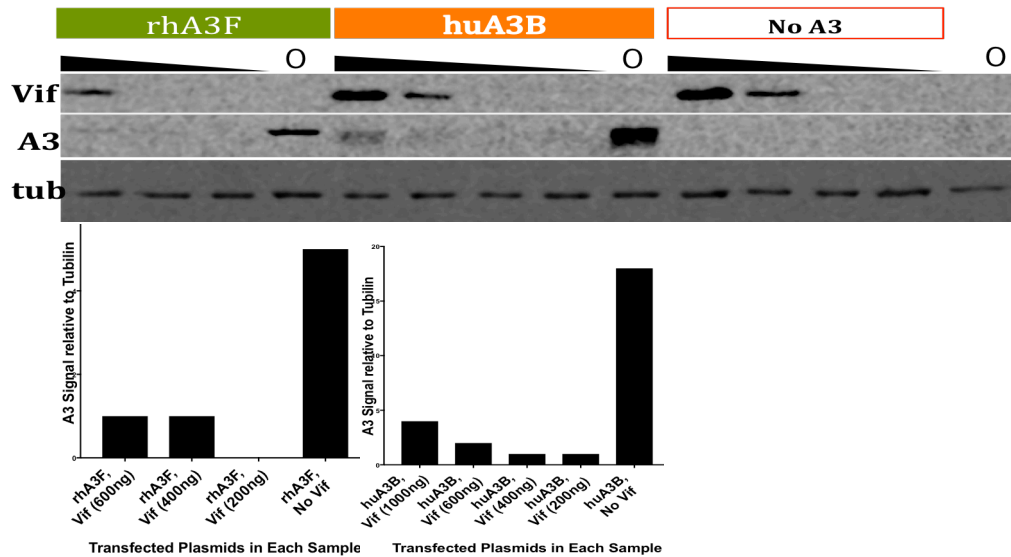 rhA3F huA3B No A3
O O O
Vif
A3
tub
A3 Signal relative to Tubilin
0
rhA3F,
Vif (600ng)
rhA3F,
Vif (400ng)
rhA3F,
Vif (200ng)
rhA3F,
No Vif
Transfected Plasmids in Each Sample
A3 Signal relative to Tubilin
20
15
10
5
0
huA3B,
Vif (1000ng)
huA3B,
Vif (600ng)
huA3B,
Vif (400ng)
huA3B,
Vif (200ng)
huA3B,
No Vif
Transfected Plasmids in Each Sample